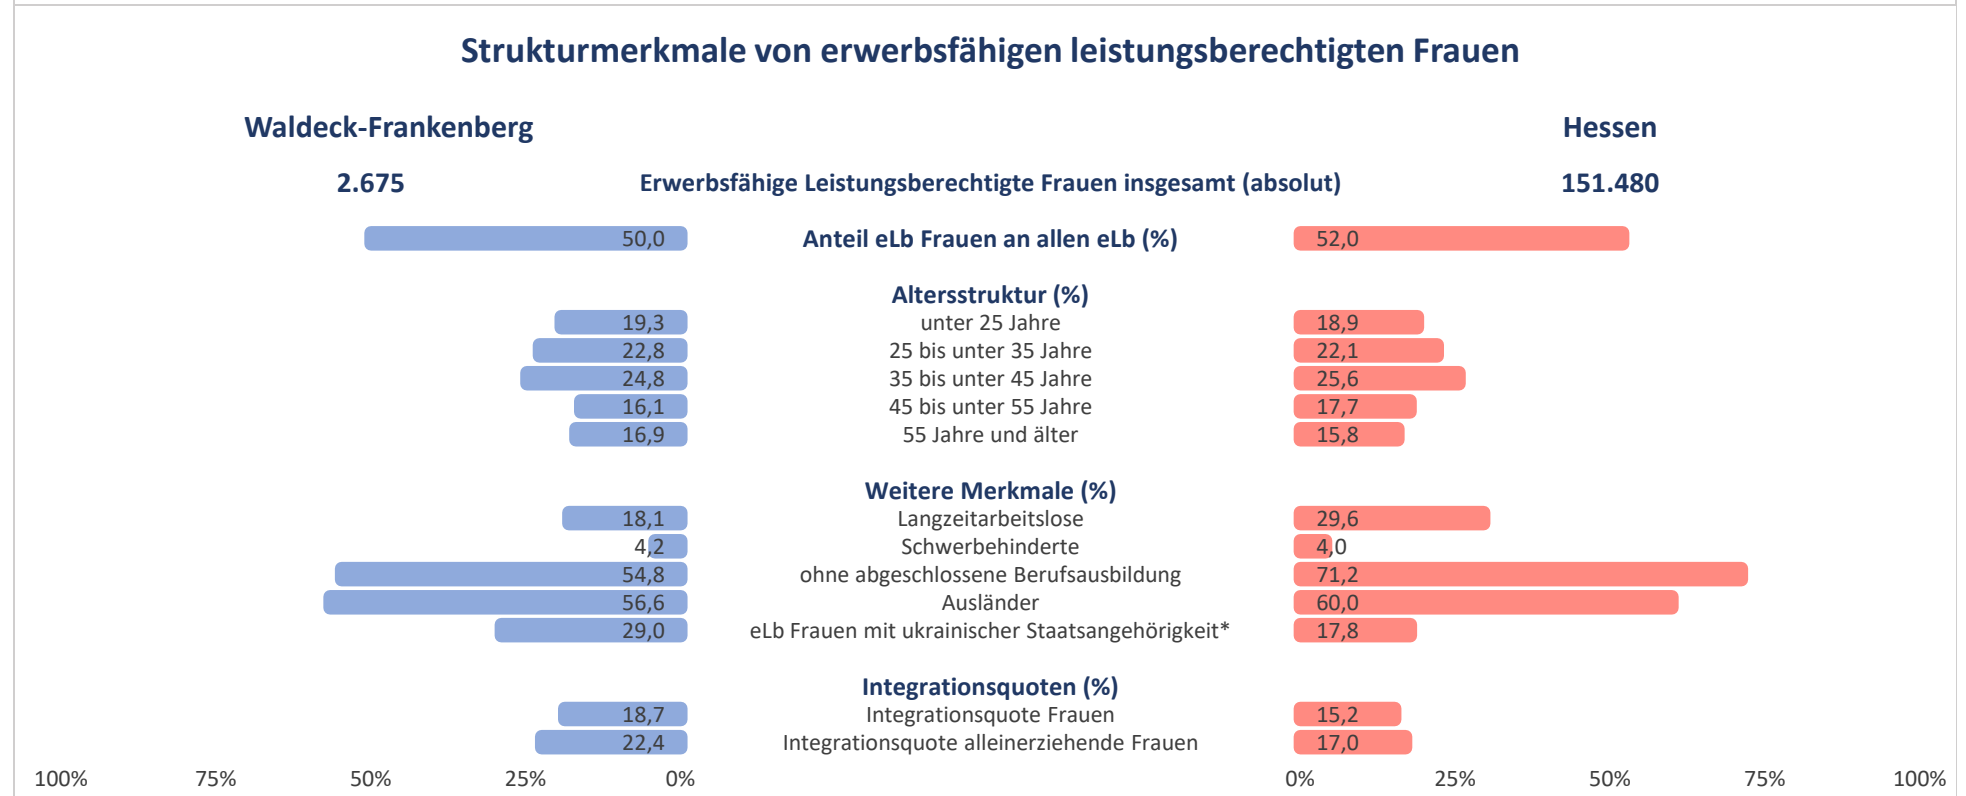 Strukturmerkmale von erwerbsfähigen leistungsberechtigten Frauen
Waldeck-Frankenberg Hessen
2.675 Erwerbsfähige Leistungsberechtigte Frauen insgesamt (absolut) 151.480
50,0 Anteil eLb Frauen an allen eLb (%) 52,0
Altersstruktur (%)
19,3 unter 25 Jahre 18,9
22,8 25 bis unter 35 Jahre 22,1
24,8 35 bis unter 45 Jahre 25,6
16,1 45 bis unter 55 Jahre 17,7
16,9 55 Jahre und älter 15,8
Weitere Merkmale (%)
18,1 Langzeitarbeitslose 29,6
4,2 Schwerbehinderte 4,0
54,8 ohne abgeschlossene Berufsausbildung 71,2
56,6 Ausländer 60,0
29,0 eLb Frauen mit ukrainischer Staatsangehörigkeit* 17,8
Integrationsquoten (%)
18,7 Integrationsquote Frauen 15,2
22,4 Integrationsquote alleinerziehende Frauen 17,0
100% 75% 50% 25% 0% 0% 25% 50% 75% 100%